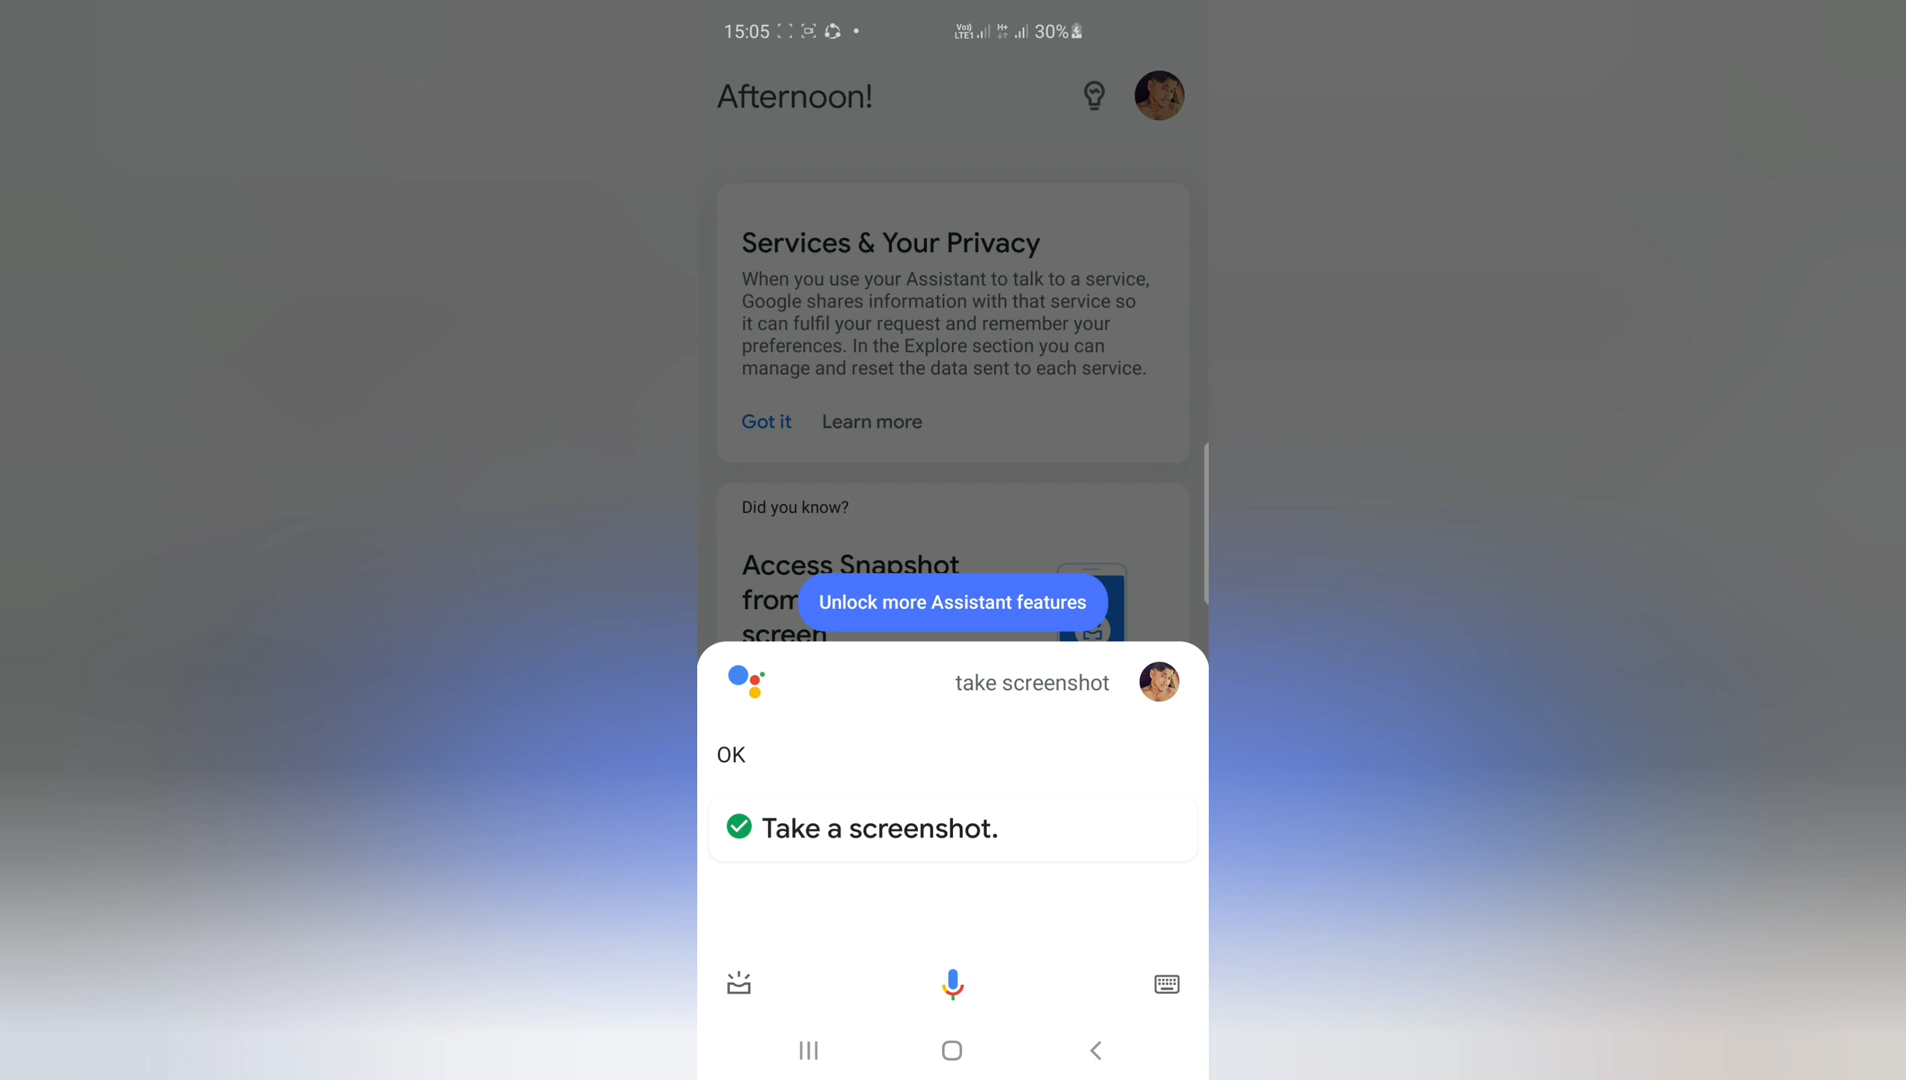 15:05 Vo) LTE1 H+ 30%
Afternoon!
Services & Your Privacy
When you use your Assistant to talk to a service,
Google shares information with that service so
it can fulfil your request and remember your
preferences. In the Explore section you can
manage and reset the data sent to each service.
Got it Learn more
Did you know?
Access Snapshot
from
screen
Unlock more Assistant features
take screenshot
OK
Take a screenshot.